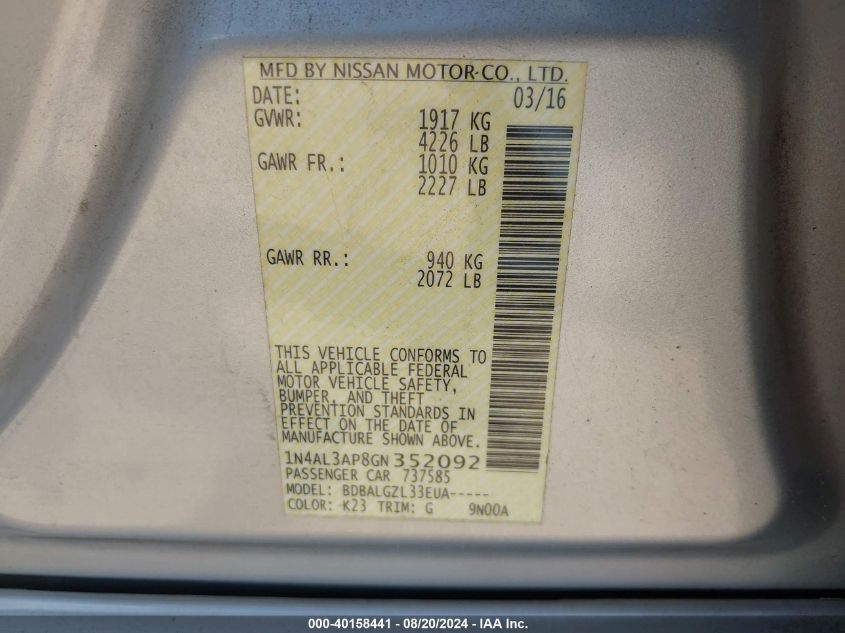 MFD BY NISSAN MOTOR CO., LTD.
DATE: 03/16
GVWR: 1917 KG
4226 LB
GAWR FR.: 1010 KG
2227 LB
GAWR RR.: 940 KG
2072 LB
THIS VEHICLE CONFORMS TO
ALL APPLICABLE FEDERAL
MOTOR VEHICLE SAFETY,
BUMPER, AND THEFT
PREVENTION STANDARDS IN
EFFECT ON THE DATE OF
MANUFACTURE SHOWN ABOVE.
1N4AL3AP8GN352092
PASSENGER CAR 737585
MODEL: BDBALGZL33EUA-----
COLOR: K23 TRIM: G 9N00A
000-40158441 - 08/20/2024 - IAA Inc.